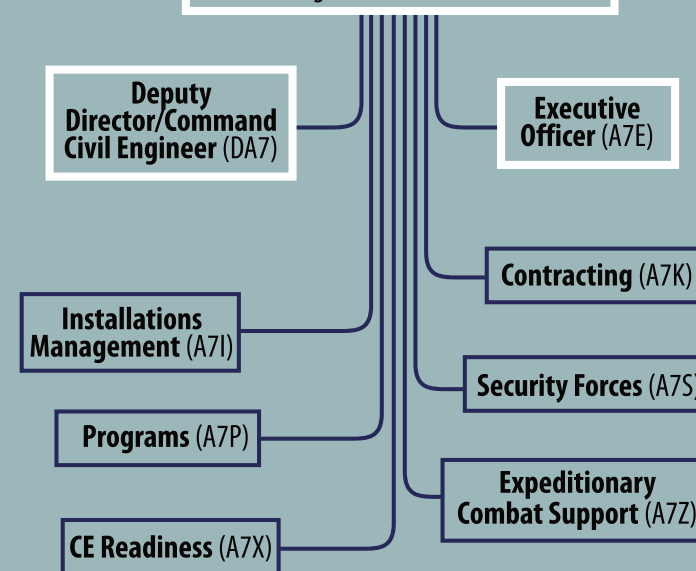 Deputy
Director/Command
Civil Engineer (DA7)
Executive
Officer (A7E)
Contracting (A7K)
Installations
Management (A7I)
Security Forces (A7S)
Programs (A7P)
Expeditionary
Combat Support (A7Z)
CE Readiness (A7X)